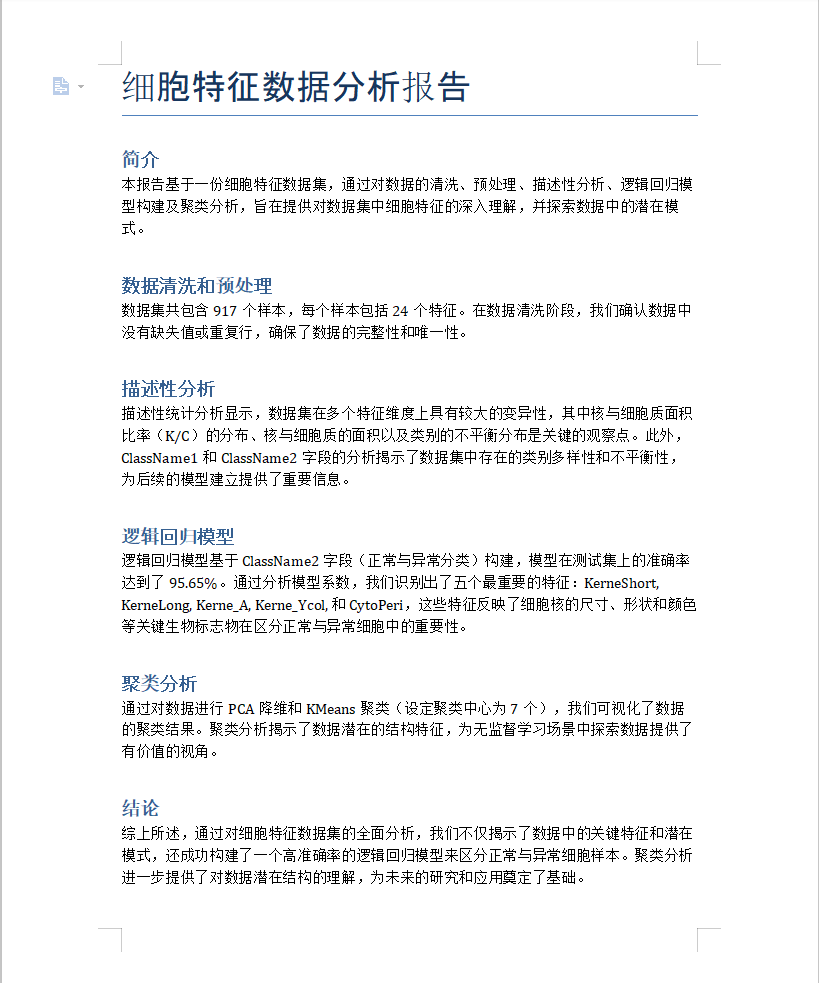 细胞特征数据分析报告
简介
本报告基于一份细胞特征数据集，通过对数据的清洗、预处理、描述性分析、逻辑回归模
型构建及聚类分析，旨在提供对数据集中细胞特征的深入理解，并探索数据中的潜在模
式。
数据清洗和预处理
数据集共包含 917 个样本，每个样本包括 24 个特征。在数据清洗阶段，我们确认数据中
没有缺失值或重复行，确保了数据的完整性和唯一性。
描述性分析
描述性统计分析显示，数据集在多个特征维度上具有较大的变异性，其中核与细胞质面积
比率（K/C）的分布、核与细胞质的面积以及类别的不平衡分布是关键的观察点。此外，
ClassName1 和 ClassName2 字段的分析揭示了数据集中存在的类别多样性和不平衡性，
为后续的模型建立提供了重要信息。
逻辑回归模型
逻辑回归模型基于 ClassName2 字段（正常与异常分类）构建，模型在测试集上的准确率
达到了 95.65%。通过分析模型系数，我们识别出了五个最重要的特征：KerneShort,
KerneLong, Kerne_A, Kerne_Ycol, 和 CytoPeri，这些特征反映了细胞核的尺寸、形状和颜色
等关键生物标志物在区分正常与异常细胞中的重要性。
聚类分析
通过对数据进行 PCA 降维和 KMeans 聚类（设定聚类中心为 7 个），我们可视化了数据
的聚类结果。聚类分析揭示了数据潜在的结构特征，为无监督学习场景中探索数据提供了
有价值的视角。
结论
综上所述，通过对细胞特征数据集的全面分析，我们不仅揭示了数据中的关键特征和潜在
模式，还成功构建了一个高准确率的逻辑回归模型来区分正常与异常细胞样本。聚类分析
进一步提供了对数据潜在结构的理解，为未来的研究和应用奠定了基础。